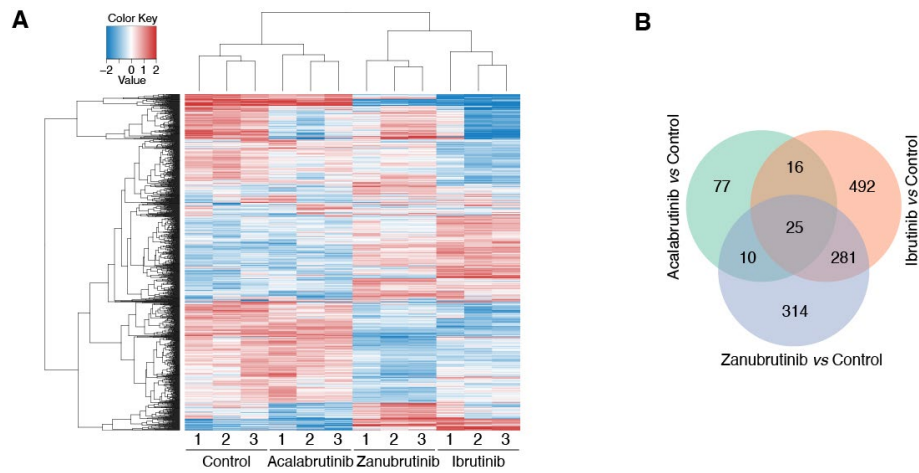 A
Color Key
−2 0 1 2
Value
1 2 3 1 2 3 1 2 3 1 2 3
Control Acalabrutinib Zanubrutinib Ibrutinib
B
Acalabrutinib vs Control
77
16
492
25
10
281
314
Ibrutinib vs Control
Zanubrutinib vs Control